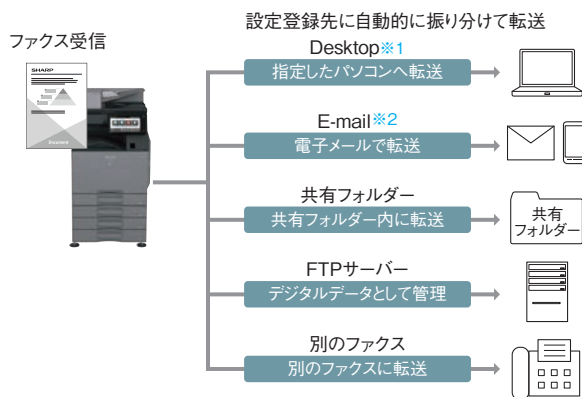 設定登録先に自動的に振り分けて転送
ファクス受信
SHARP
Document
Desktop※1
指定したパソコンへ転送
E-mail※2
電子メールで転送
共有フォルダー
共有フォルダー内に転送
共有
フォルダー
FTPサーバー
デジタルデータとして管理
別のファクス
別のファクスに転送